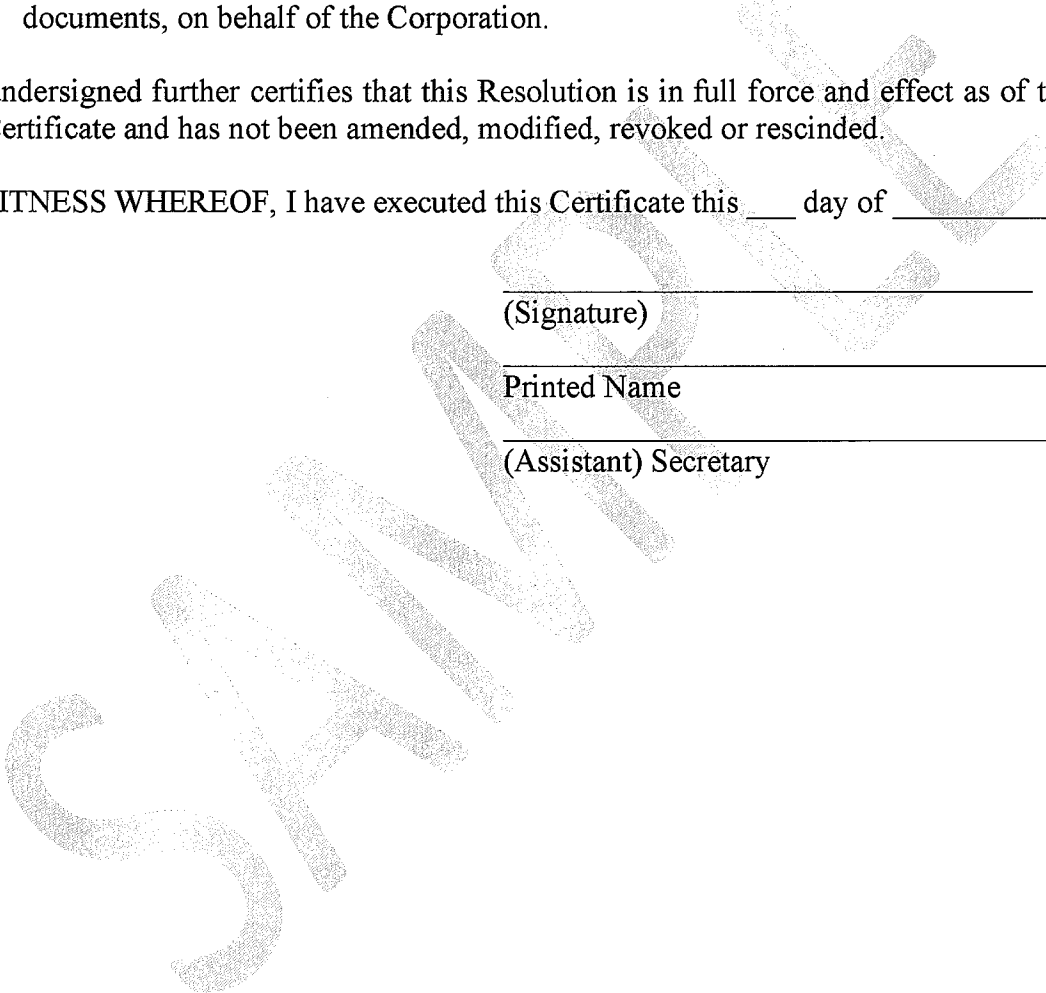 documents, on behalf of the Corporation.
ndersigned further certifies that this Resolution is in full force and effect as of t
ertificate and has not been amended, modified, revoked or rescinded.
ITNESS WHEREOF, I have executed this Certificate this ___ day of ___________
(Signature)
Printed Name
(Assistant) Secretary
SAMPLE